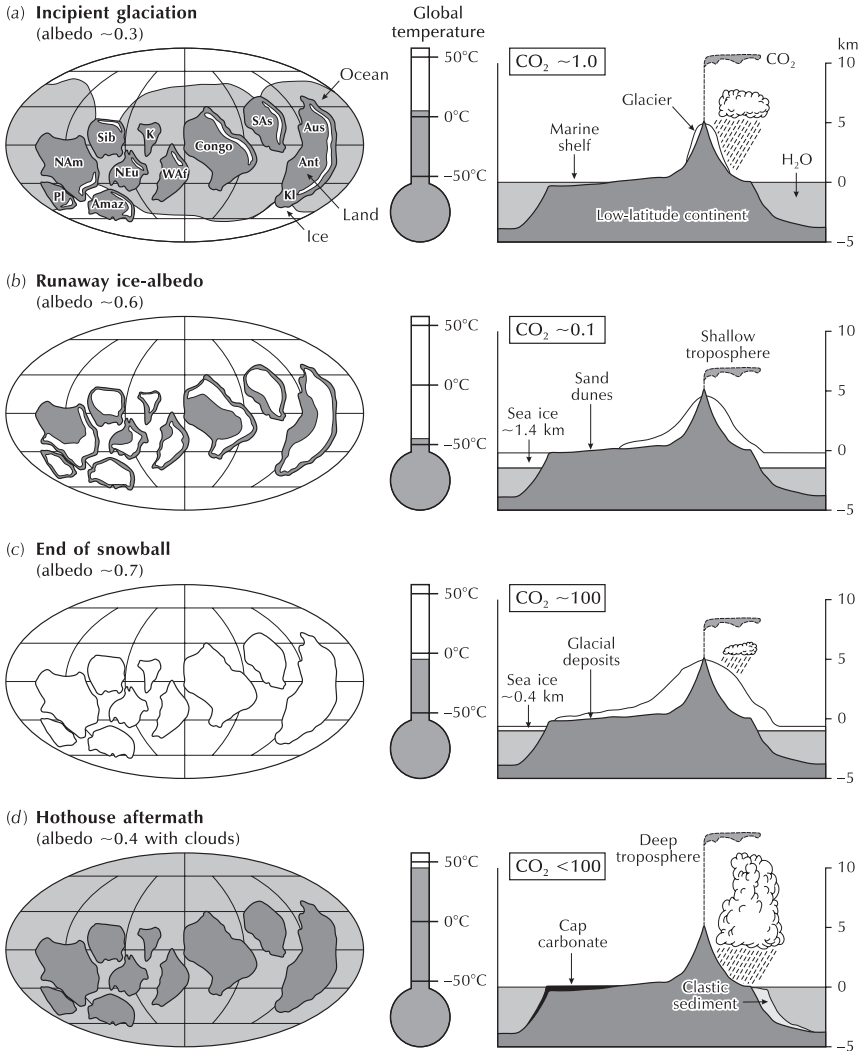 (a) Incipient glaciation
(albedo ~0.3)
Global
temperature
Ocean
Land
Ice
Sib
K
SAs
Aus
Congo
NAm
NEu
WAf
Ant
Pl
Amaz
Kl
50°C
0°C
–50°C
CO₂ ~1.0
km
CO₂
Glacier
Marine
shelf
H₂O
Low-latitude continent
10
5
0
–5
(b) Runaway ice-albedo
(albedo ~0.6)
50°C
0°C
–50°C
CO₂ ~0.1
Shallow
troposphere
Sand
dunes
Sea ice
~1.4 km
10
5
0
–5
(c) End of snowball
(albedo ~0.7)
50°C
0°C
–50°C
CO₂ ~100
Glacial
deposits
Sea ice
~0.4 km
10
5
0
–5
(d) Hothouse aftermath
(albedo ~0.4 with clouds)
50°C
0°C
–50°C
CO₂ <100
Deep
troposphere
Cap
carbonate
Clastic
sediment
10
5
0
–5